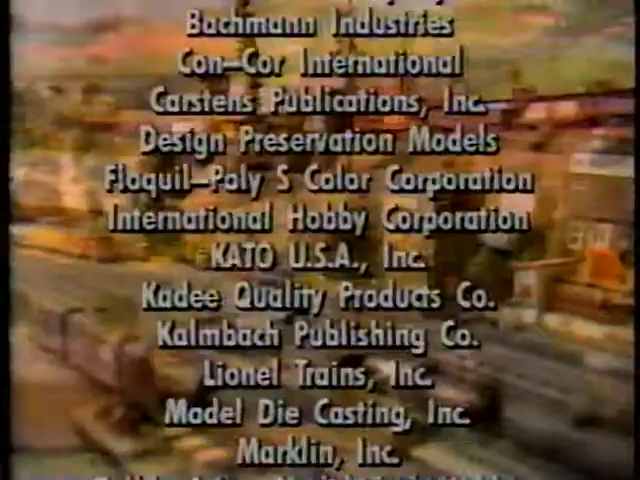 Bachmann Industries
Con-Cor International
Carstens Publications, Inc.
Design Preservation Models
Floquil-Poly S Color Corporation
International Hobby Corporation
KATO U.S.A., Inc.
Kadee Quality Products Co.
Kalmbach Publishing Co.
Lionel Trains, Inc.
Model Die Casting, Inc.
Marklin, Inc.